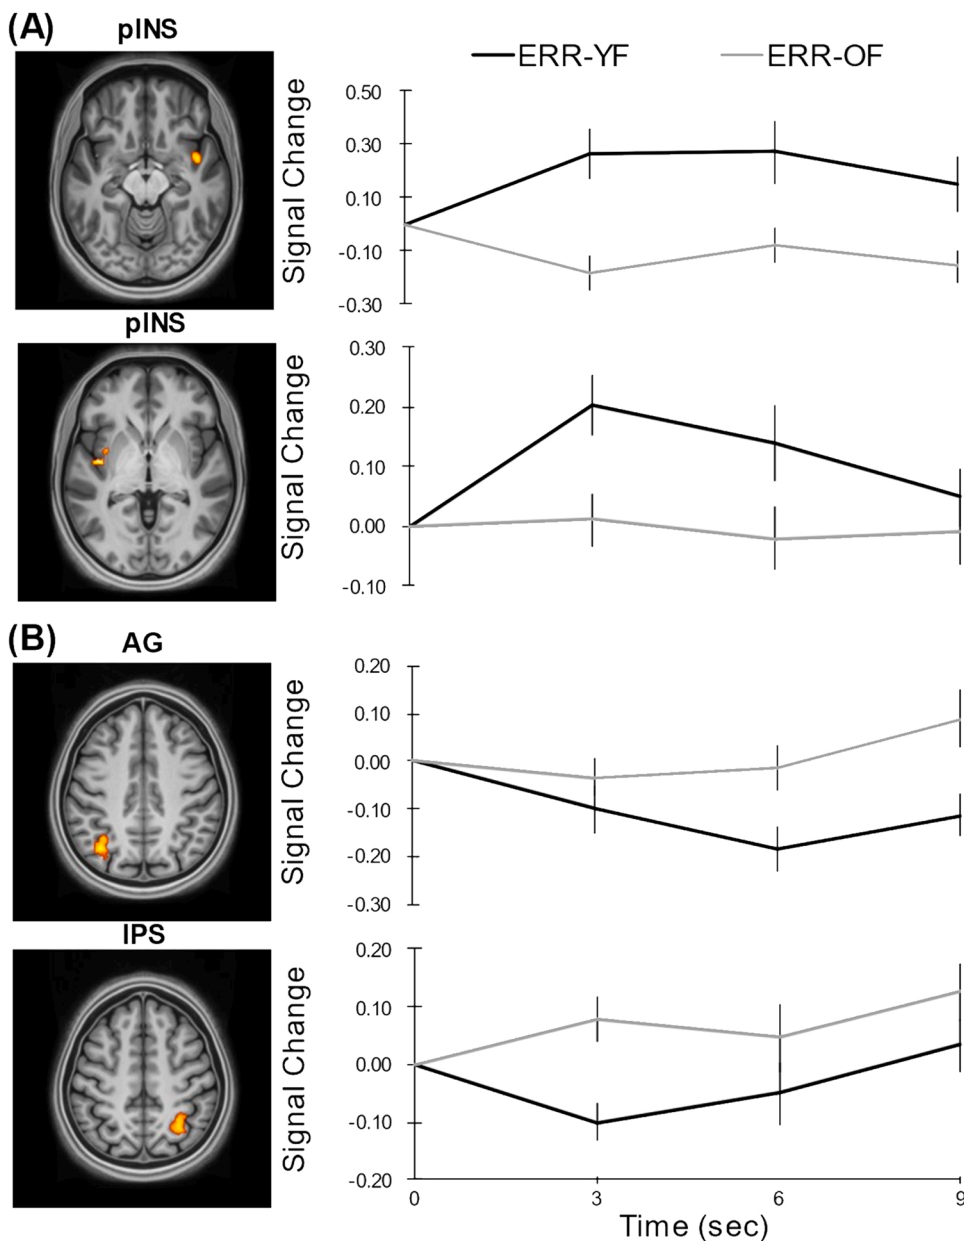 (A)
pINS
ERR-YF
ERR-OF
Signal Change
0.50
0.30
0.10
-0.10
-0.30
pINS
Signal Change
0.30
0.20
0.10
0.00
-0.10
(B)
AG
Signal Change
0.20
0.10
0.00
-0.10
-0.20
-0.30
IPS
Signal Change
0.20
0.10
0.00
-0.10
-0.20
0 3 6 9
Time (sec)